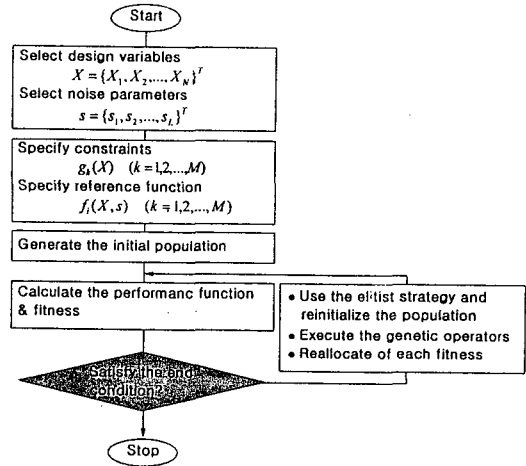 Start
Select design variables
X = {X₁, X₂,..., X_N}ᵀ
Select noise parameters
s = {s₁, s₂,..., s_L}ᵀ
Specify constraints
gₖ(X) (k = 1,2,..., M)
Specify reference function
fᵢ(X, s) (k = 1,2,..., M)
Generate the initial population
Calculate the performanc function
& fitness
• Use the elitist strategy and
reinitialize the population
• Execute the genetic operators
• Reallocate of each fitness
Satisfy the end
condition?
Stop